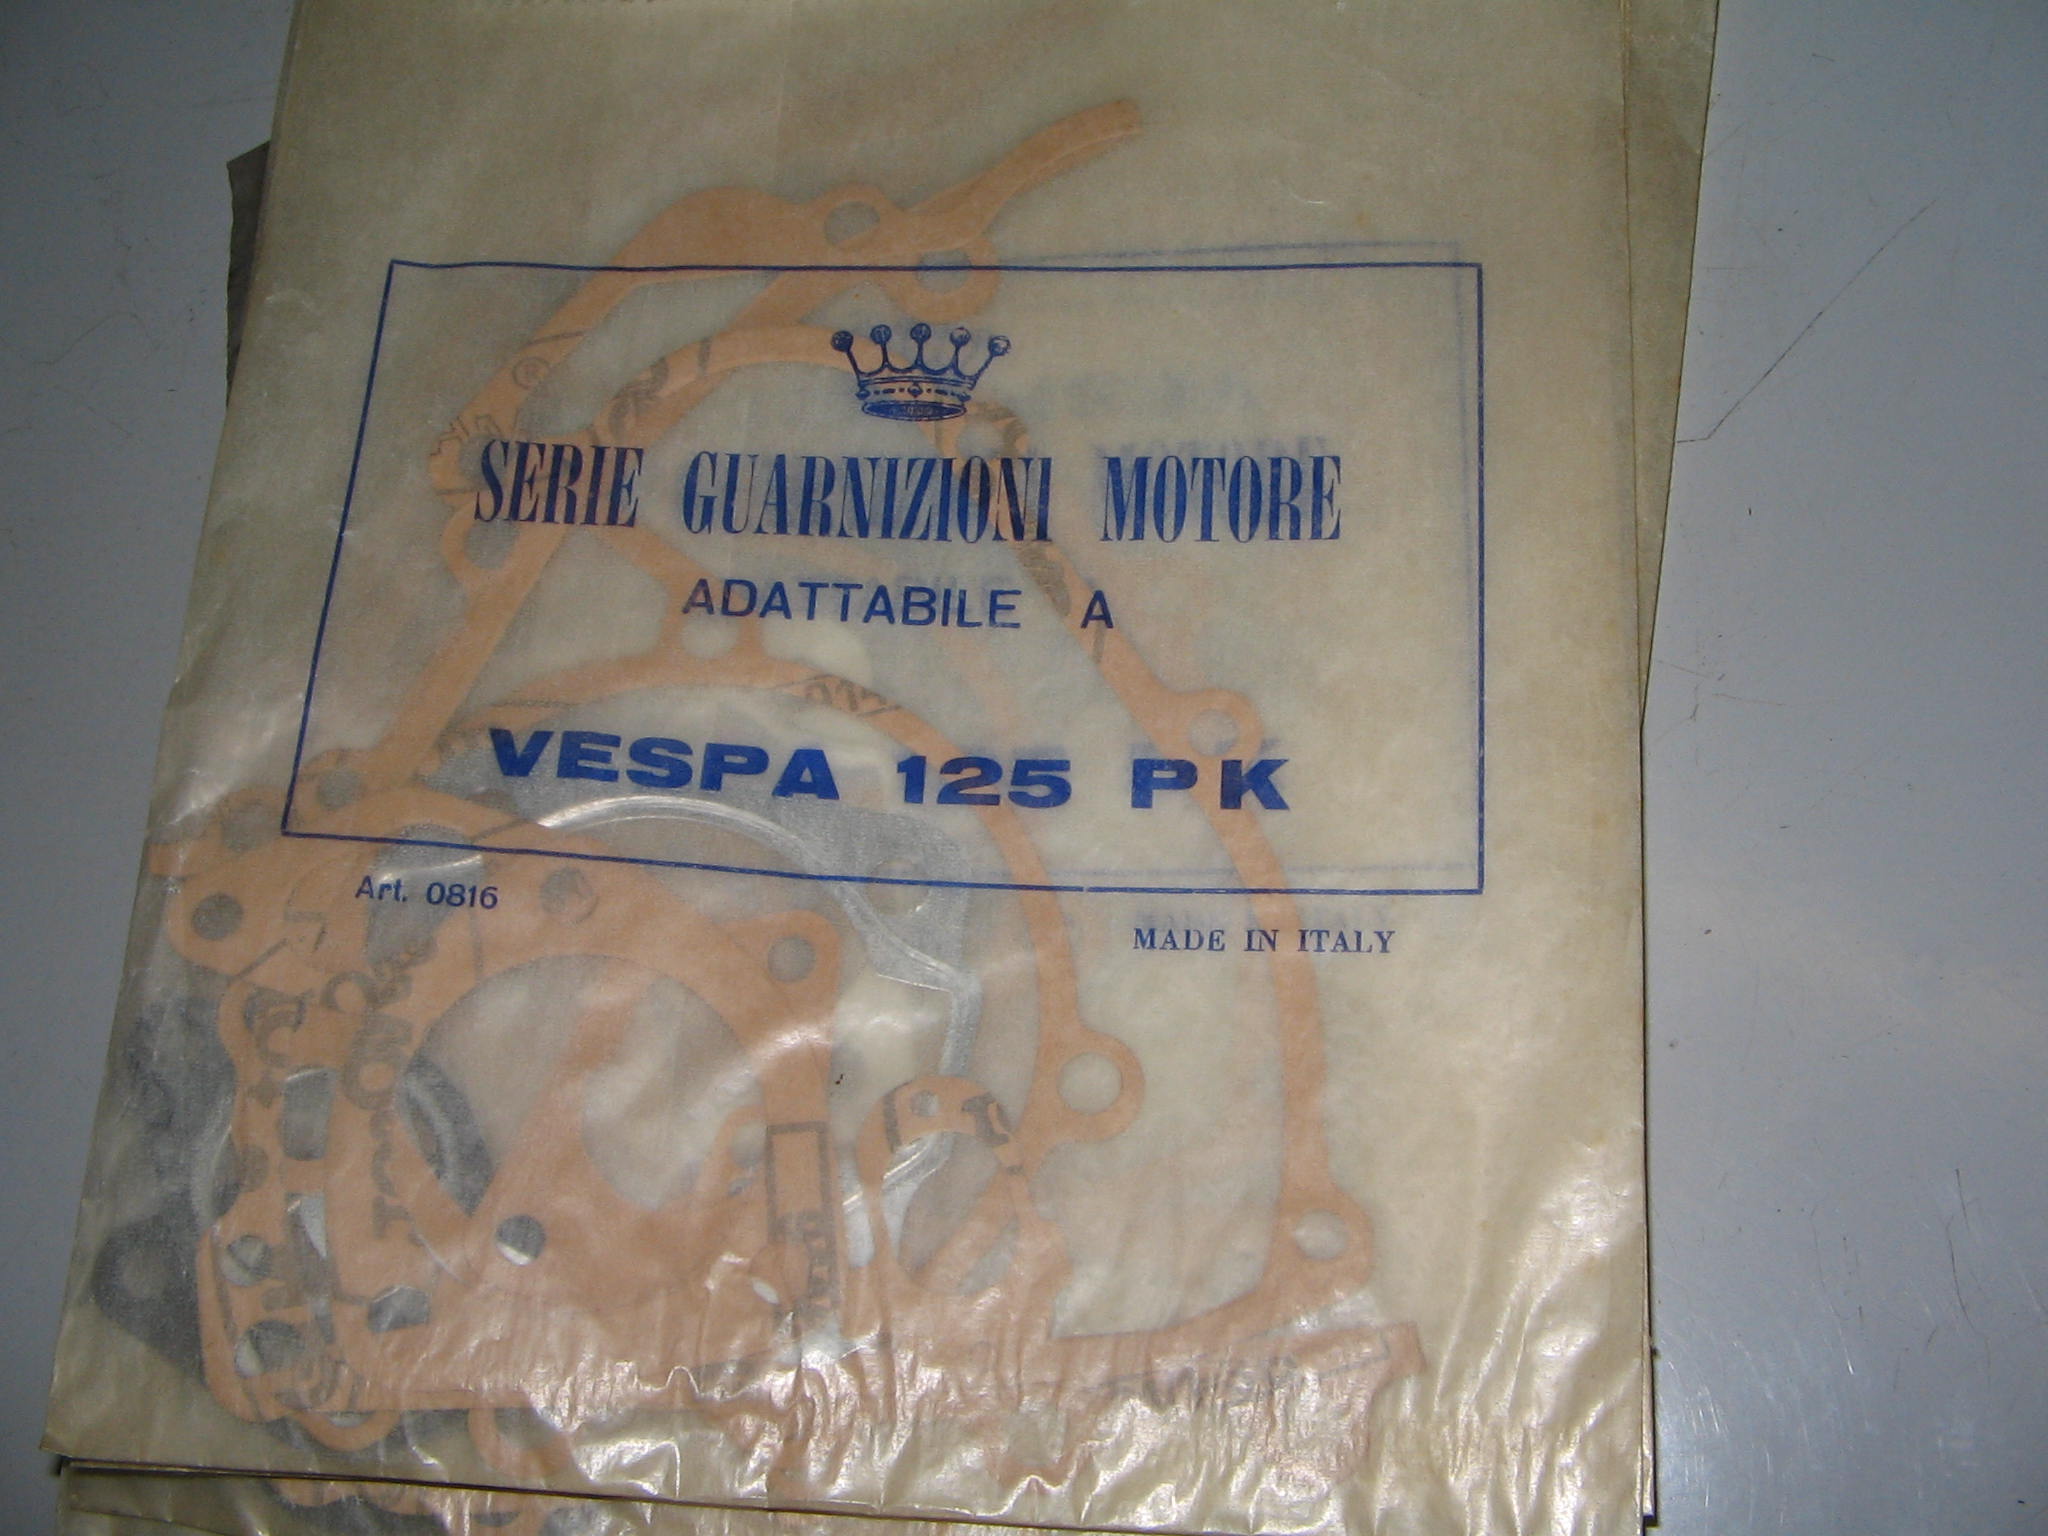 SERIE GUARNIZIONI MOTORE
ADATTABILE A
VESPA 125 PK
Art. 0816
MADE IN ITALY